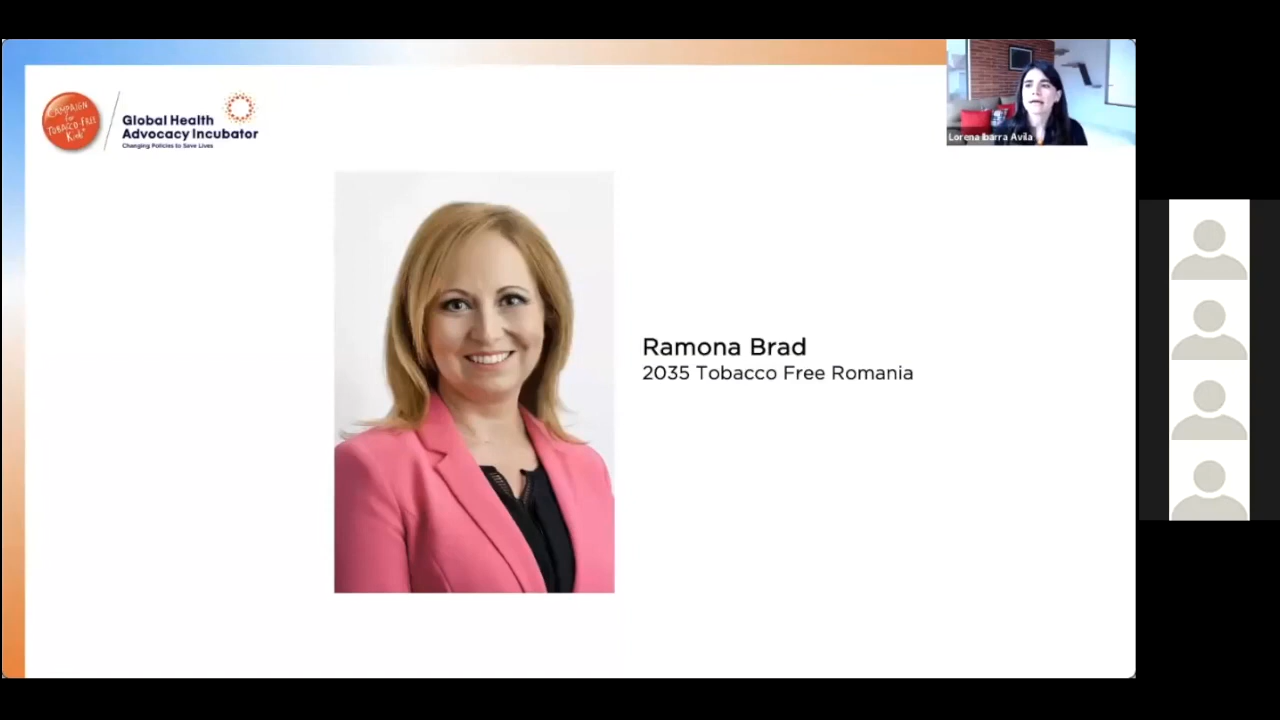 CAMPAIGN
for
TOBACCO-FREE
Kids
Global Health
Advocacy Incubator
Changing Policies to Save Lives
Lorena Ibarra Avila
Ramona Brad
2035 Tobacco Free Romania